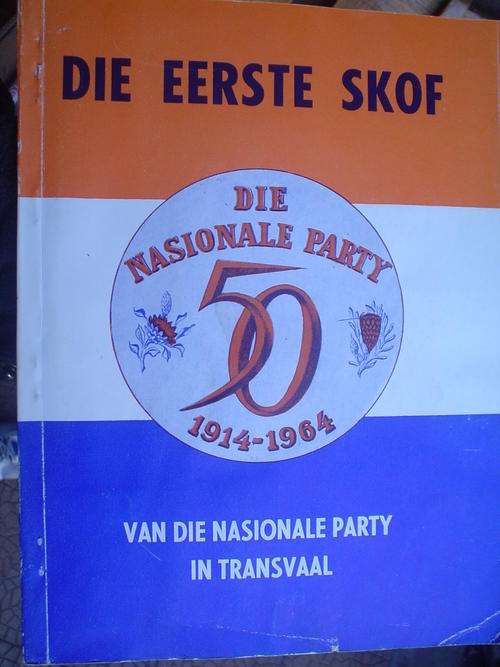 DIE EERSTE SKOF
DIE
NASIONALE PARTY
50
1914-1964
VAN DIE NASIONALE PARTY
IN TRANSVAAL